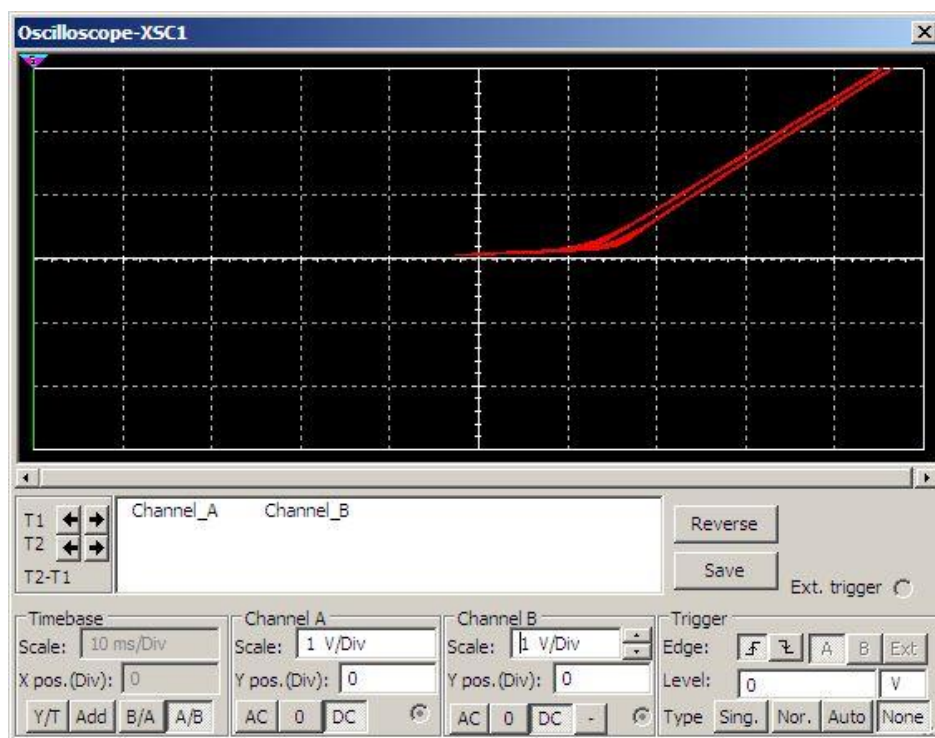 Oscilloscope-XSC1
T1
T2
T2-T1
Channel_A Channel_B
Reverse
Save
Ext. trigger
Timebase
Scale: 10 ms/Div
X pos.(Div): 0
Y/T Add B/A A/B
Channel A
Scale: 1 V/Div
Y pos.(Div): 0
AC 0 DC
Channel B
Scale: 1 V/Div
Y pos.(Div): 0
AC 0 DC -
Trigger
Edge: A B Ext
Level: 0 V
Type Sing. Nor. Auto None